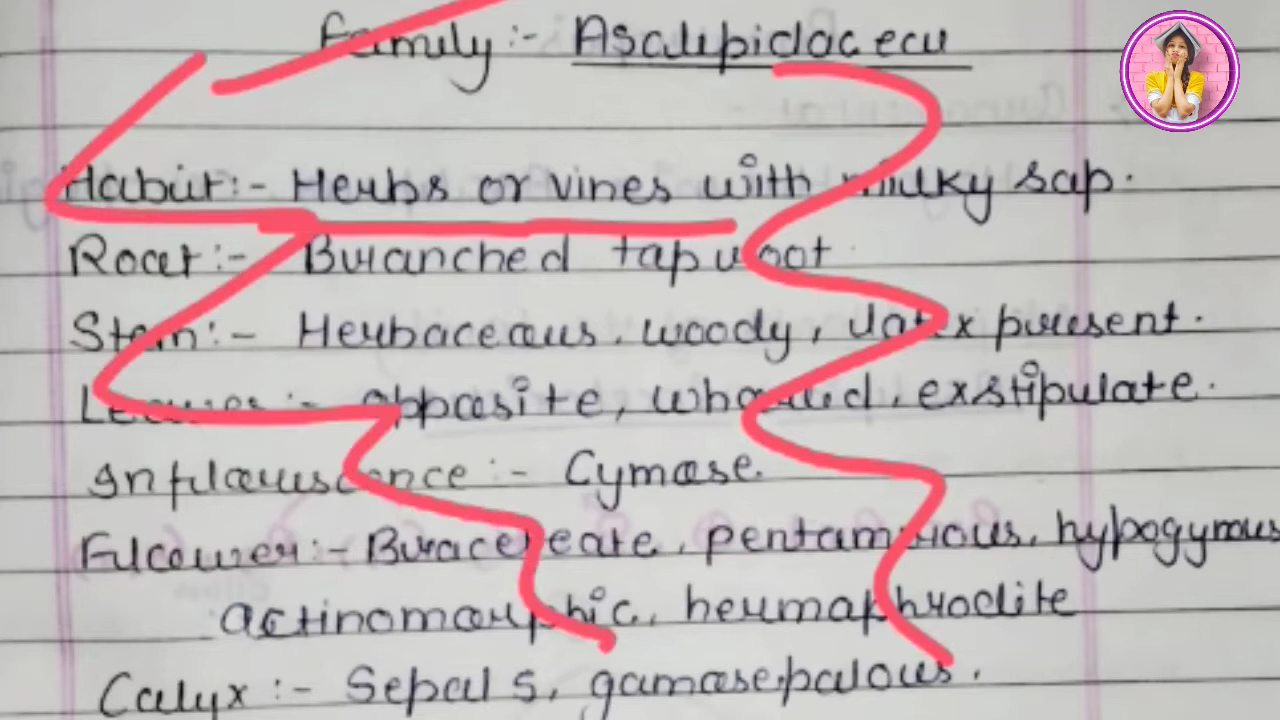 Family :- Asclepidaceae
Habit:- Herbs or vines with milky sap.
Root :- Branched tap root
Stem:- Herbaceous, woody, latex present.
Leaves :- opposite, whorled, exstipulate.
Inflorescence :- Cymose.
Flower:- Bracteate, pentamerous, hypogynous
actinomorphic, hermaphrodite
Calyx :- Sepal 5, gamosepalous.